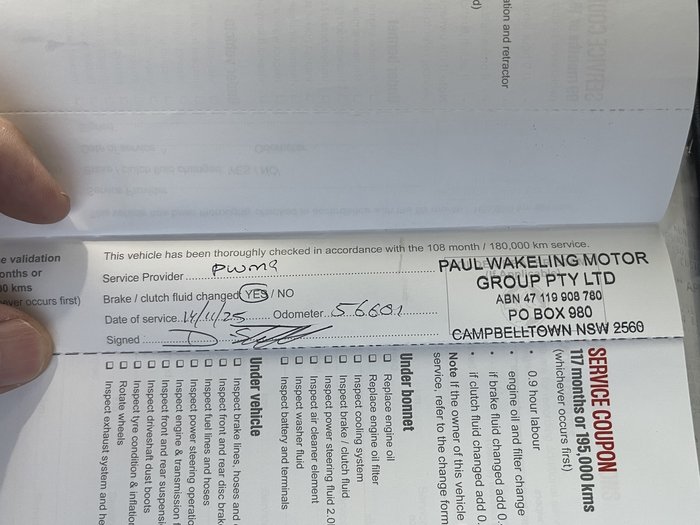 ation and retractor
d)
e validation
onths or
0 kms
ever occurs first)
This vehicle has been thoroughly checked in accordance with the 108 month / 180,000 km service.
Service Provider PWMG
Brake / clutch fluid changed YES / NO
Date of service 14/11/25 Odometer 56601
Signed
PAUL WAKELING MOTOR
GROUP PTY LTD
ABN 47 119 908 780
PO BOX 980
CAMPBELLTOWN NSW 2560
SERVICE COUPON
117 months or 195,000 kms
(whichever occurs first)
• 0.9 hour labour
• engine oil and filter change
• if brake fluid changed add 0.
• if clutch fluid changed add 0.
Note If the owner of this vehicle
service, refer to the change form
Under bonnet
☐ Replace engine oil
☐ Replace engine oil filter
☐ Inspect cooling system
☐ Inspect brake / clutch fluid
☐ Inspect power steering fluid 2.0
☐ Inspect air cleaner element
☐ Inspect washer fluid
☐ Inspect battery and terminals
Under vehicle
☐ Inspect brake lines, hoses and
☐ Inspect front and rear disc brak
☐ Inspect fuel lines and hoses
☐ Inspect power steering operatio
☐ Inspect engine & transmission f
☐ Inspect front and rear suspensi
☐ Inspect driveshaft dust boots
☐ Inspect tyre condition & inflation
☐ Rotate wheels
☐ Inspect exhaust system and he